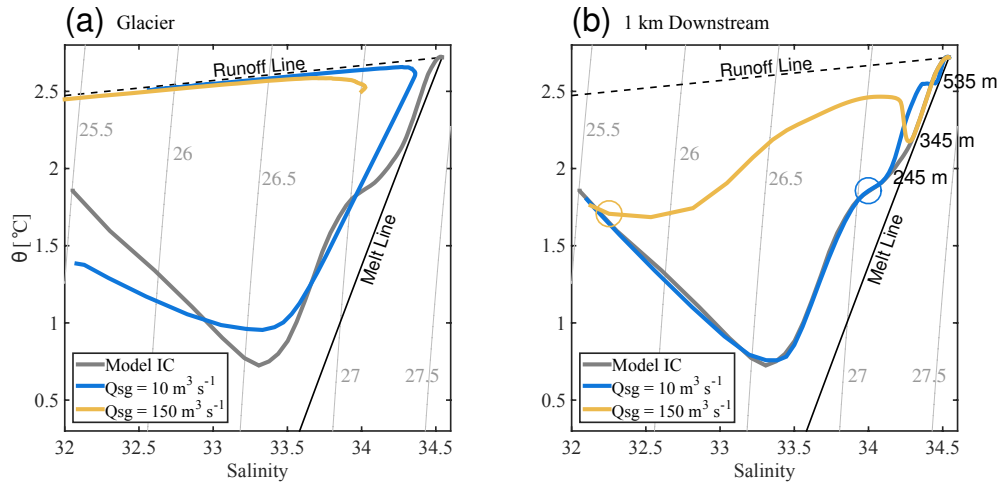 (a) Glacier
Runoff Line
25.5
26
26.5
Melt Line
27
27.5
Model IC
Qsg = 10 m³ s⁻¹
Qsg = 150 m³ s⁻¹
θ [°C]
2.5
2
1.5
1
0.5
32
32.5
33
33.5
34
34.5
Salinity
(b) 1 km Downstream
Runoff Line
535 m
345 m
245 m
25.5
26
26.5
Melt Line
27
27.5
Model IC
Qsg = 10 m³ s⁻¹
Qsg = 150 m³ s⁻¹
2.5
2
1.5
1
0.5
32
32.5
33
33.5
34
34.5
Salinity